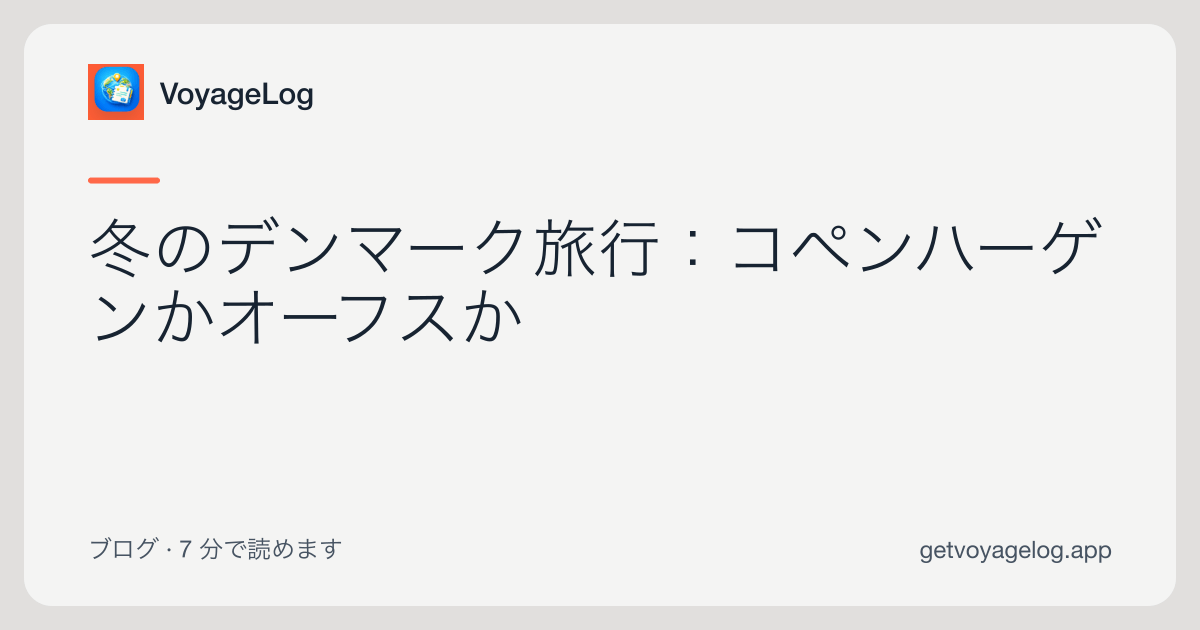 VoyageLog
冬のデンマーク旅行：コペンハーゲ
ンかオーフスか
ブログ · 7 分で読めます
getvoyagelog.app